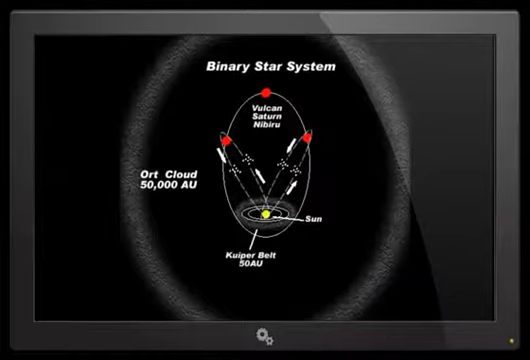 Binary Star System
Vulcan
Saturn
Nibiru
Ort Cloud
50,000 AU
Sun
Kuiper Belt
50AU